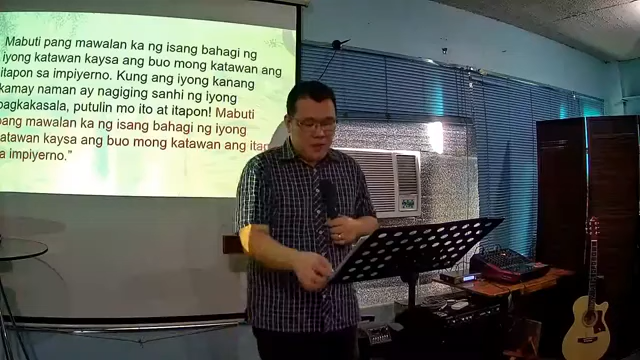 Mabuti pang mawalan ka ng isang bahagi ng
iyong katawan kaysa ang buo mong katawan ang
itapon sa impiyerno. Kung ang iyong kanang
kamay naman ay nagiging sanhi ng iyong
pagkakasala, putulin mo ito at itapon! Mabuti
pang mawalan ka ng isang bahagi ng iyong
katawan kaysa ang buo mong katawan ang itap
sa impiyerno.”